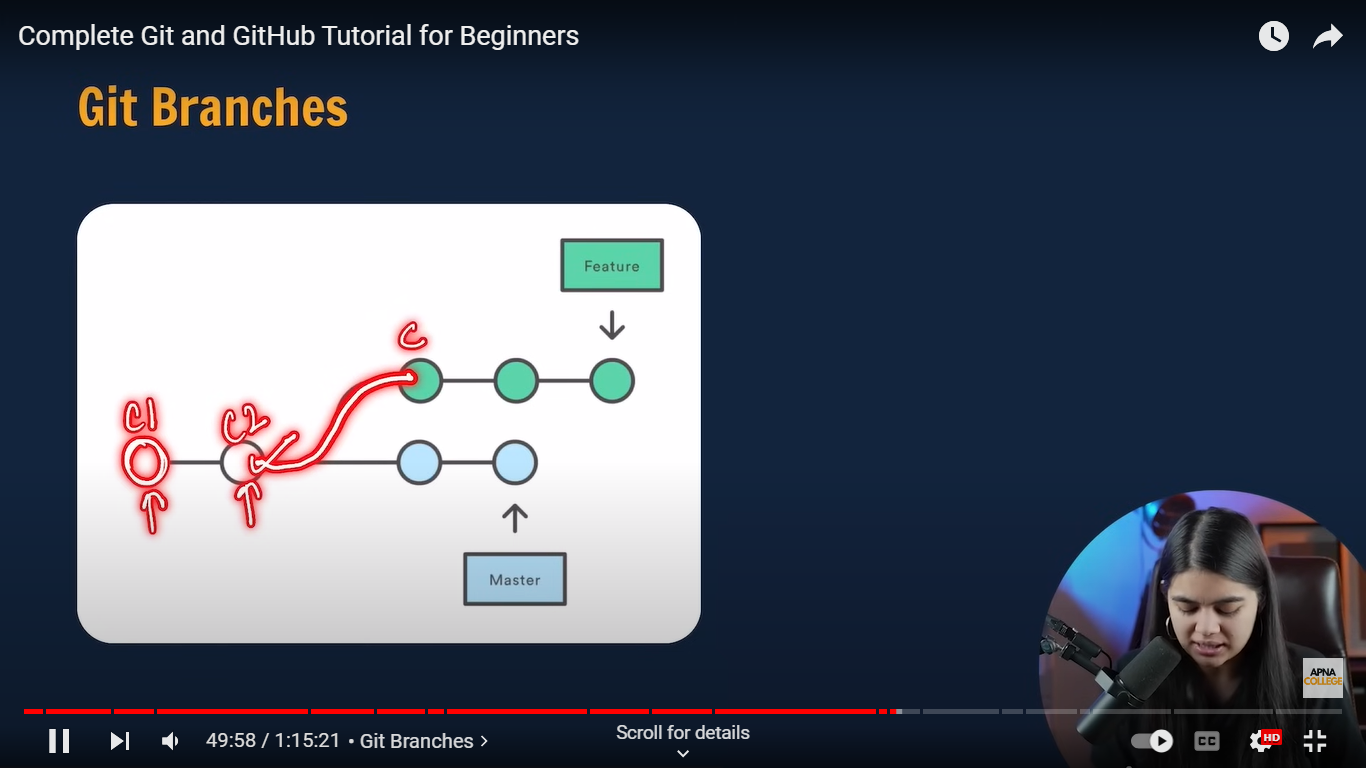 Complete Git and GitHub Tutorial for Beginners
Git Branches
Feature
C
C1
C2
Master
APNA
COLLEGE
49:58 / 1:15:21 • Git Branches
Scroll for details
CC
HD